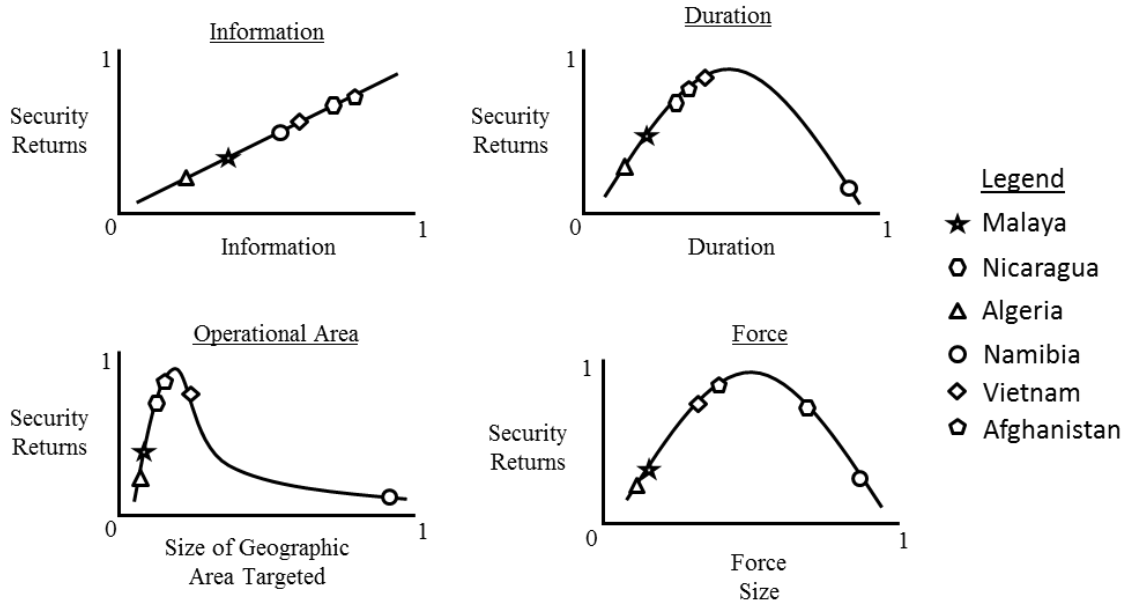 Information
1
Security
Returns
0
1
Information
Duration
1
Security
Returns
0
1
Duration
Operational Area
1
Security
Returns
0
1
Size of Geographic
Area Targeted
Force
1
Security
Returns
0
1
Force
Size
Legend
Malaya
Nicaragua
Algeria
Namibia
Vietnam
Afghanistan